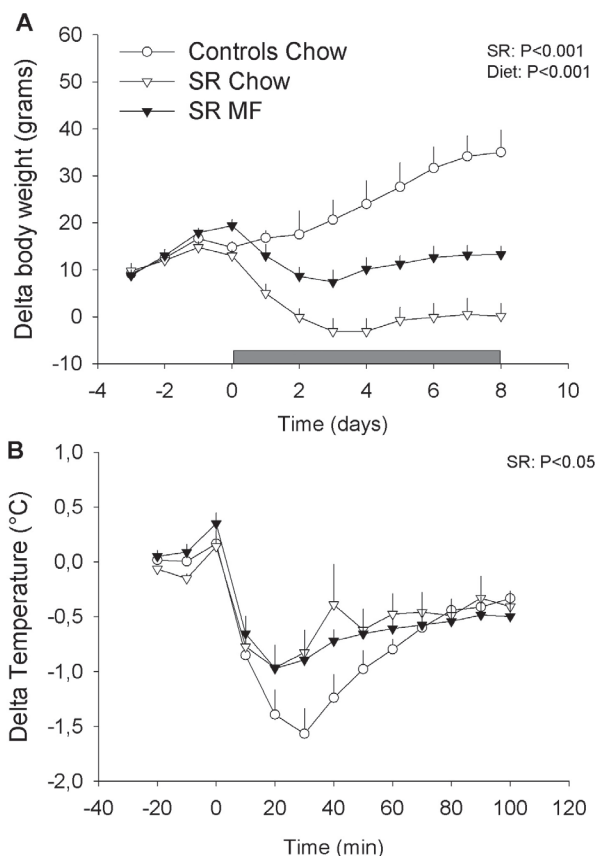 A
60
50
40
30
20
10
0
-10
Delta body weight (grams)
Controls Chow
SR Chow
SR MF
SR: P<0.001
Diet: P<0.001
-4 -2 0 2 4 6 8 10
Time (days)
B
1,0
0,5
0,0
-0,5
-1,0
-1,5
-2,0
Delta Temperature (°C)
SR: P<0.05
-40 -20 0 20 40 60 80 100 120
Time (min)